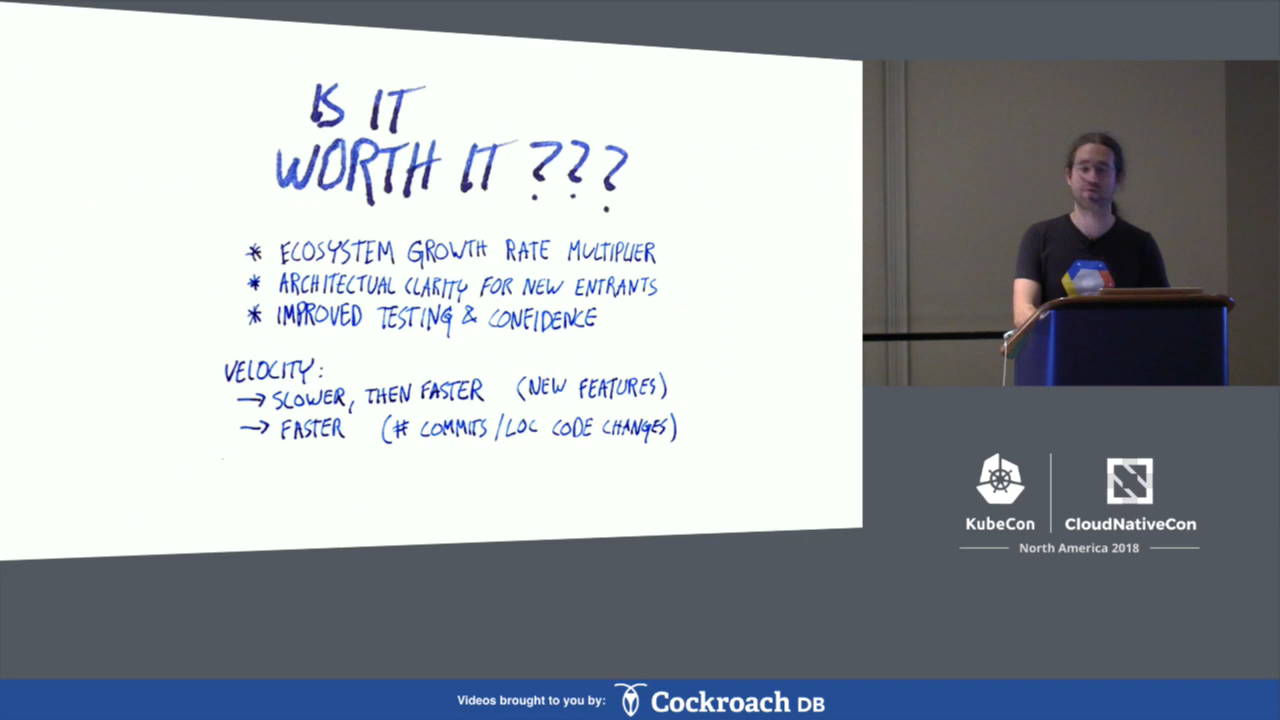 IS IT
WORTH IT ???
* ECOSYSTEM GROWTH RATE MULTIPLIER
* ARCHITECTUAL CLARITY FOR NEW ENTRANTS
* IMPROVED TESTING & CONFIDENCE
VELOCITY:
→ SLOWER, THEN FASTER (NEW FEATURES)
→ FASTER (# COMMITS/LOC CODE CHANGES)
KubeCon
CloudNativeCon
North America 2018
Videos brought to you by:
Cockroach DB